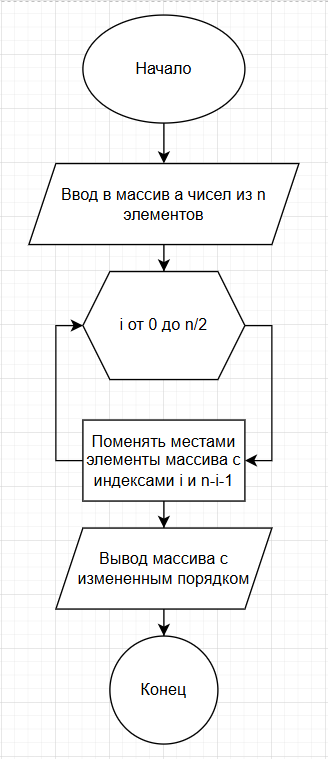 Начало
Ввод в массив а чисел из n
элементов
i от 0 до n/2
Поменять местами
элементы массива с
индексами i и n-i-1
Вывод массива с
измененным порядком
Конец